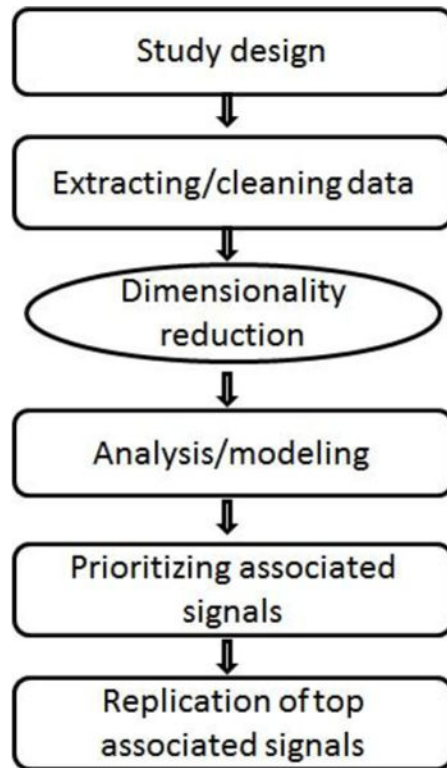 Study design
Extracting/cleaning data
Dimensionality
reduction
Analysis/modeling
Prioritizing associated
signals
Replication of top
associated signals